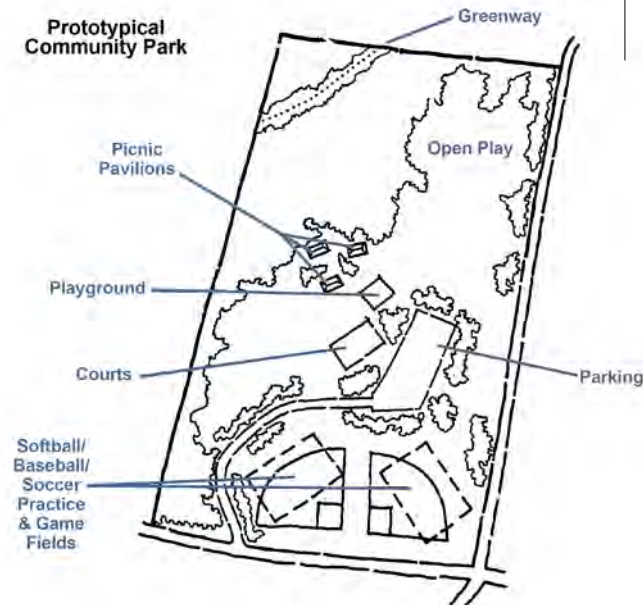 Prototypical
Community Park
Greenway
Open Play
Picnic
Pavilions
Playground
Courts
Parking
Softball/
Baseball/
Soccer
Practice
& Game
Fields